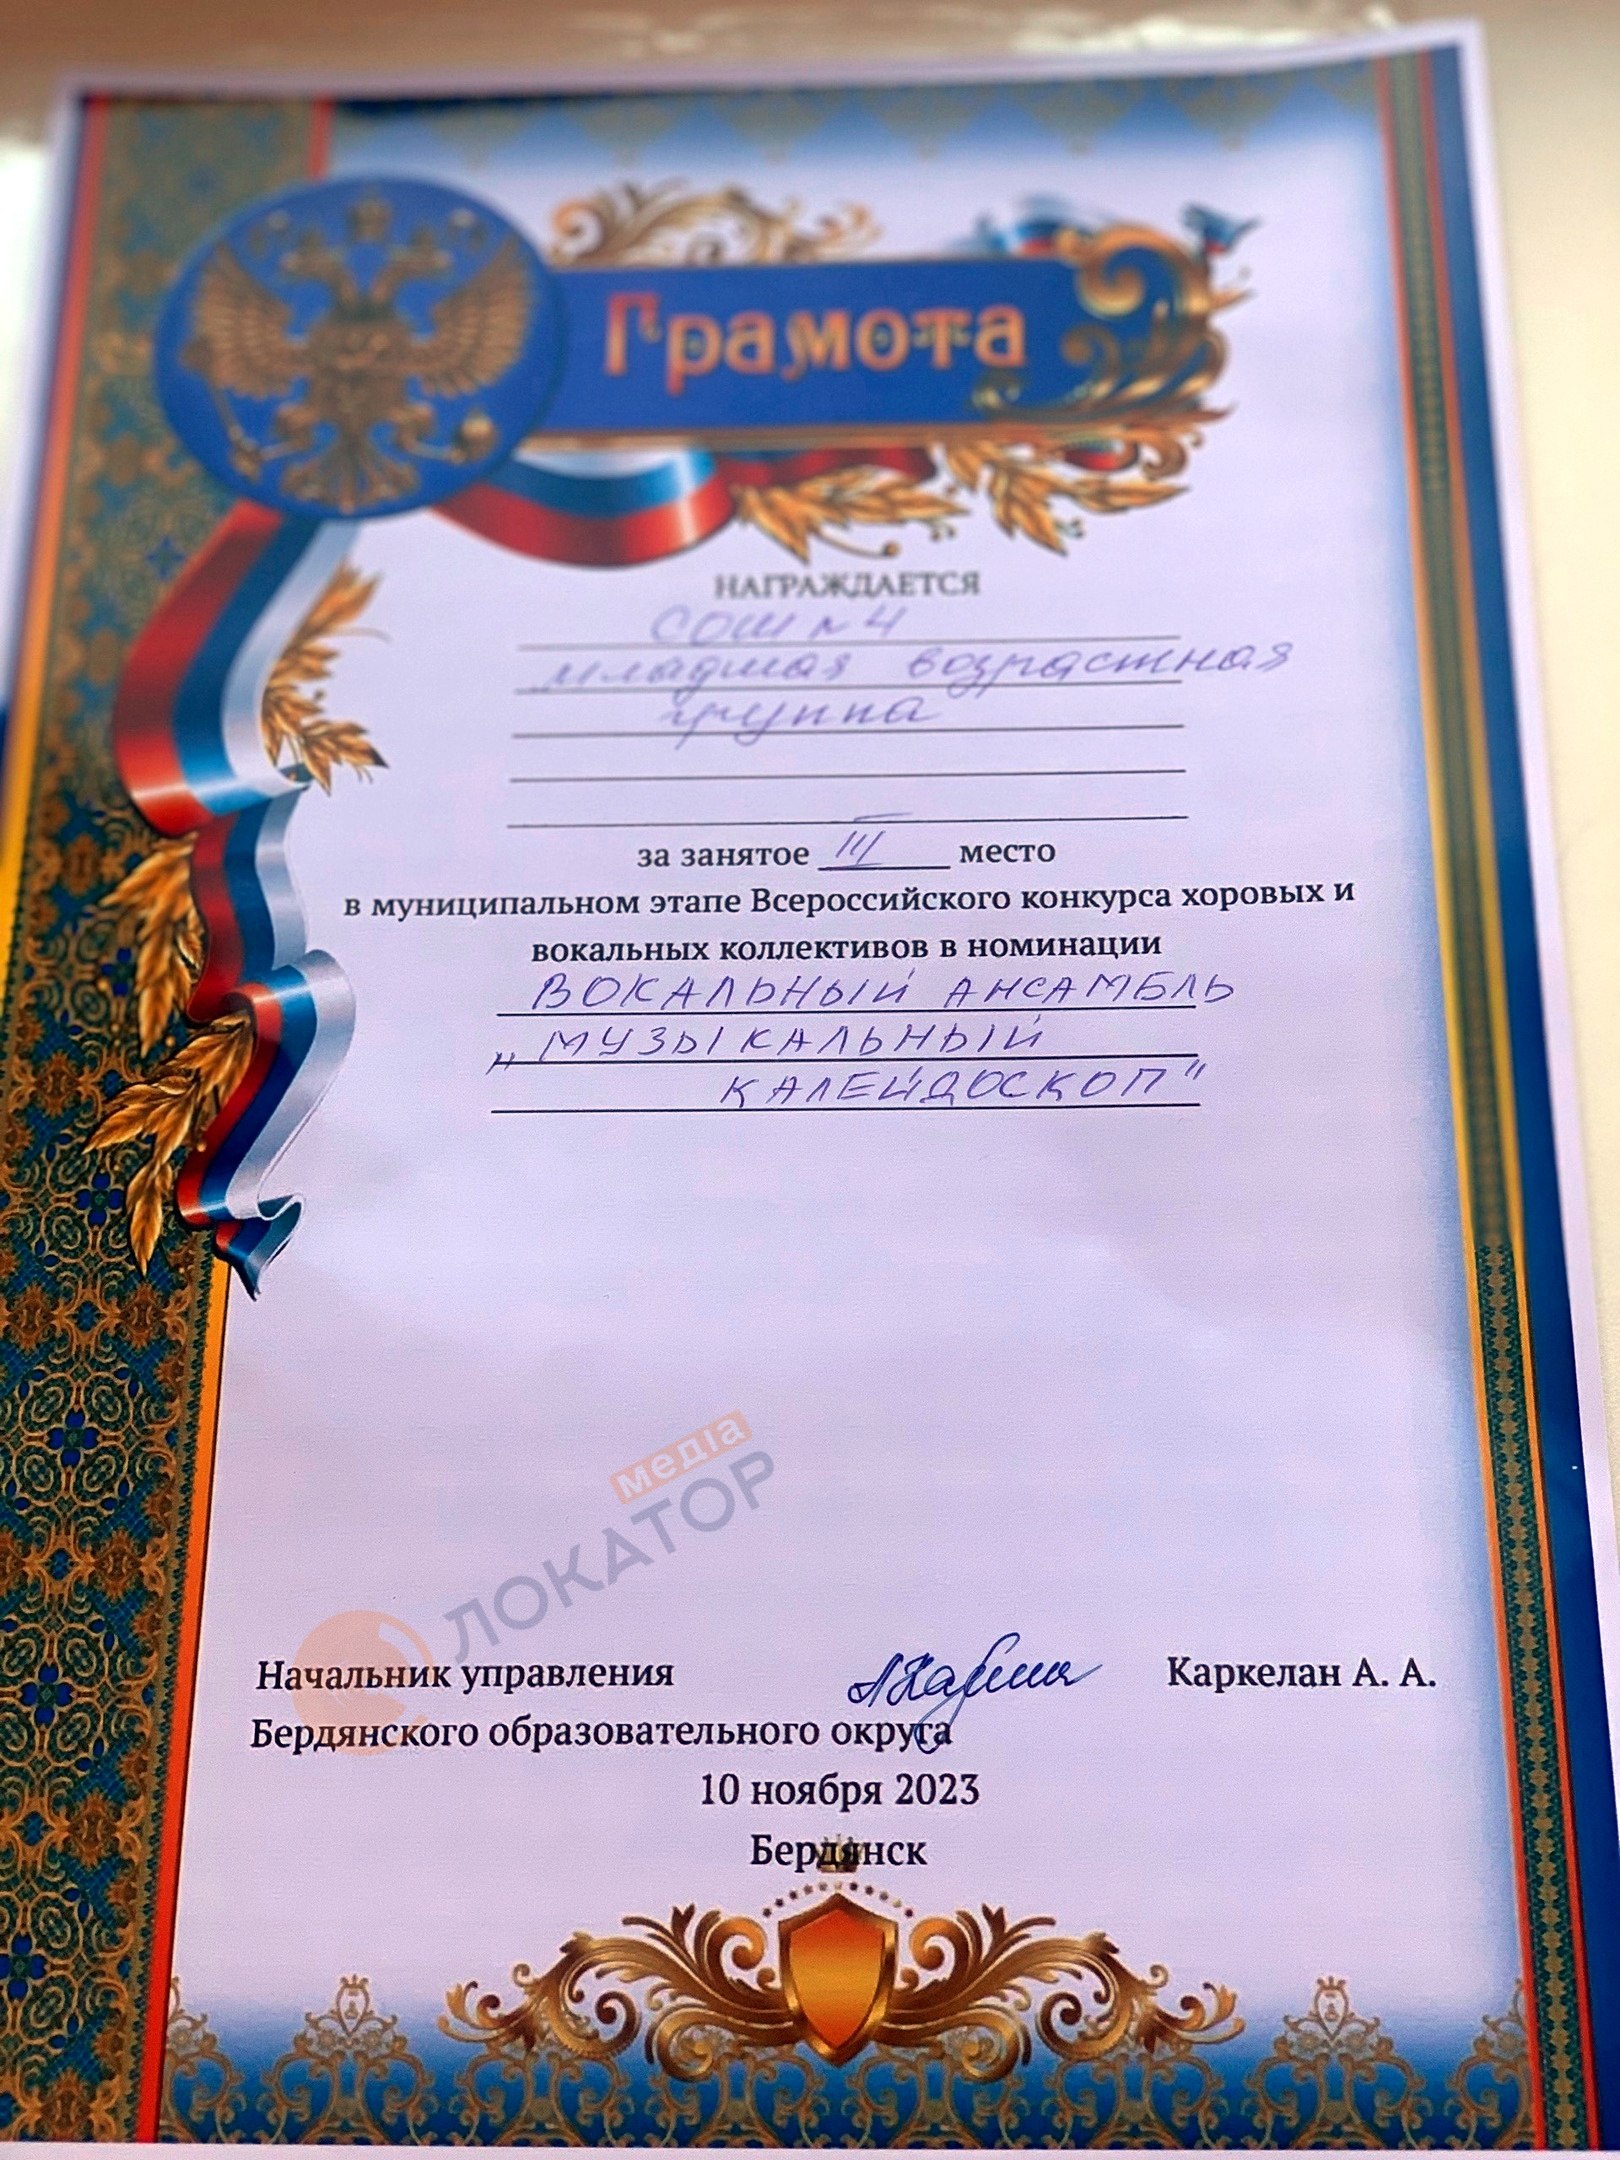 Грамота
НАГРАЖДАЕТСЯ
СОШ №4
младшая возрастная
группа
за занятое III место
в муниципальном этапе Всероссийского конкурса хоровых и
вокальных коллективов в номинации
ВОКАЛЬНЫЙ АНСАМБЛЬ
„МУЗЫКАЛЬНЫЙ
КАЛЕЙДОСКОП"
медіа
ЛОКАТОР
Начальник управления Каркелан А. А.
Бердянского образовательного округа
10 ноября 2023
Бердянск